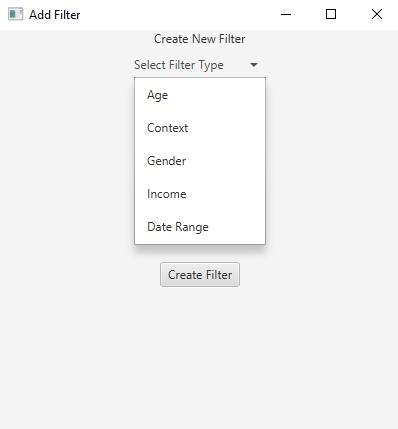 Add Filter
Create New Filter
Select Filter Type
Age
Context
Gender
Income
Date Range
Create Filter